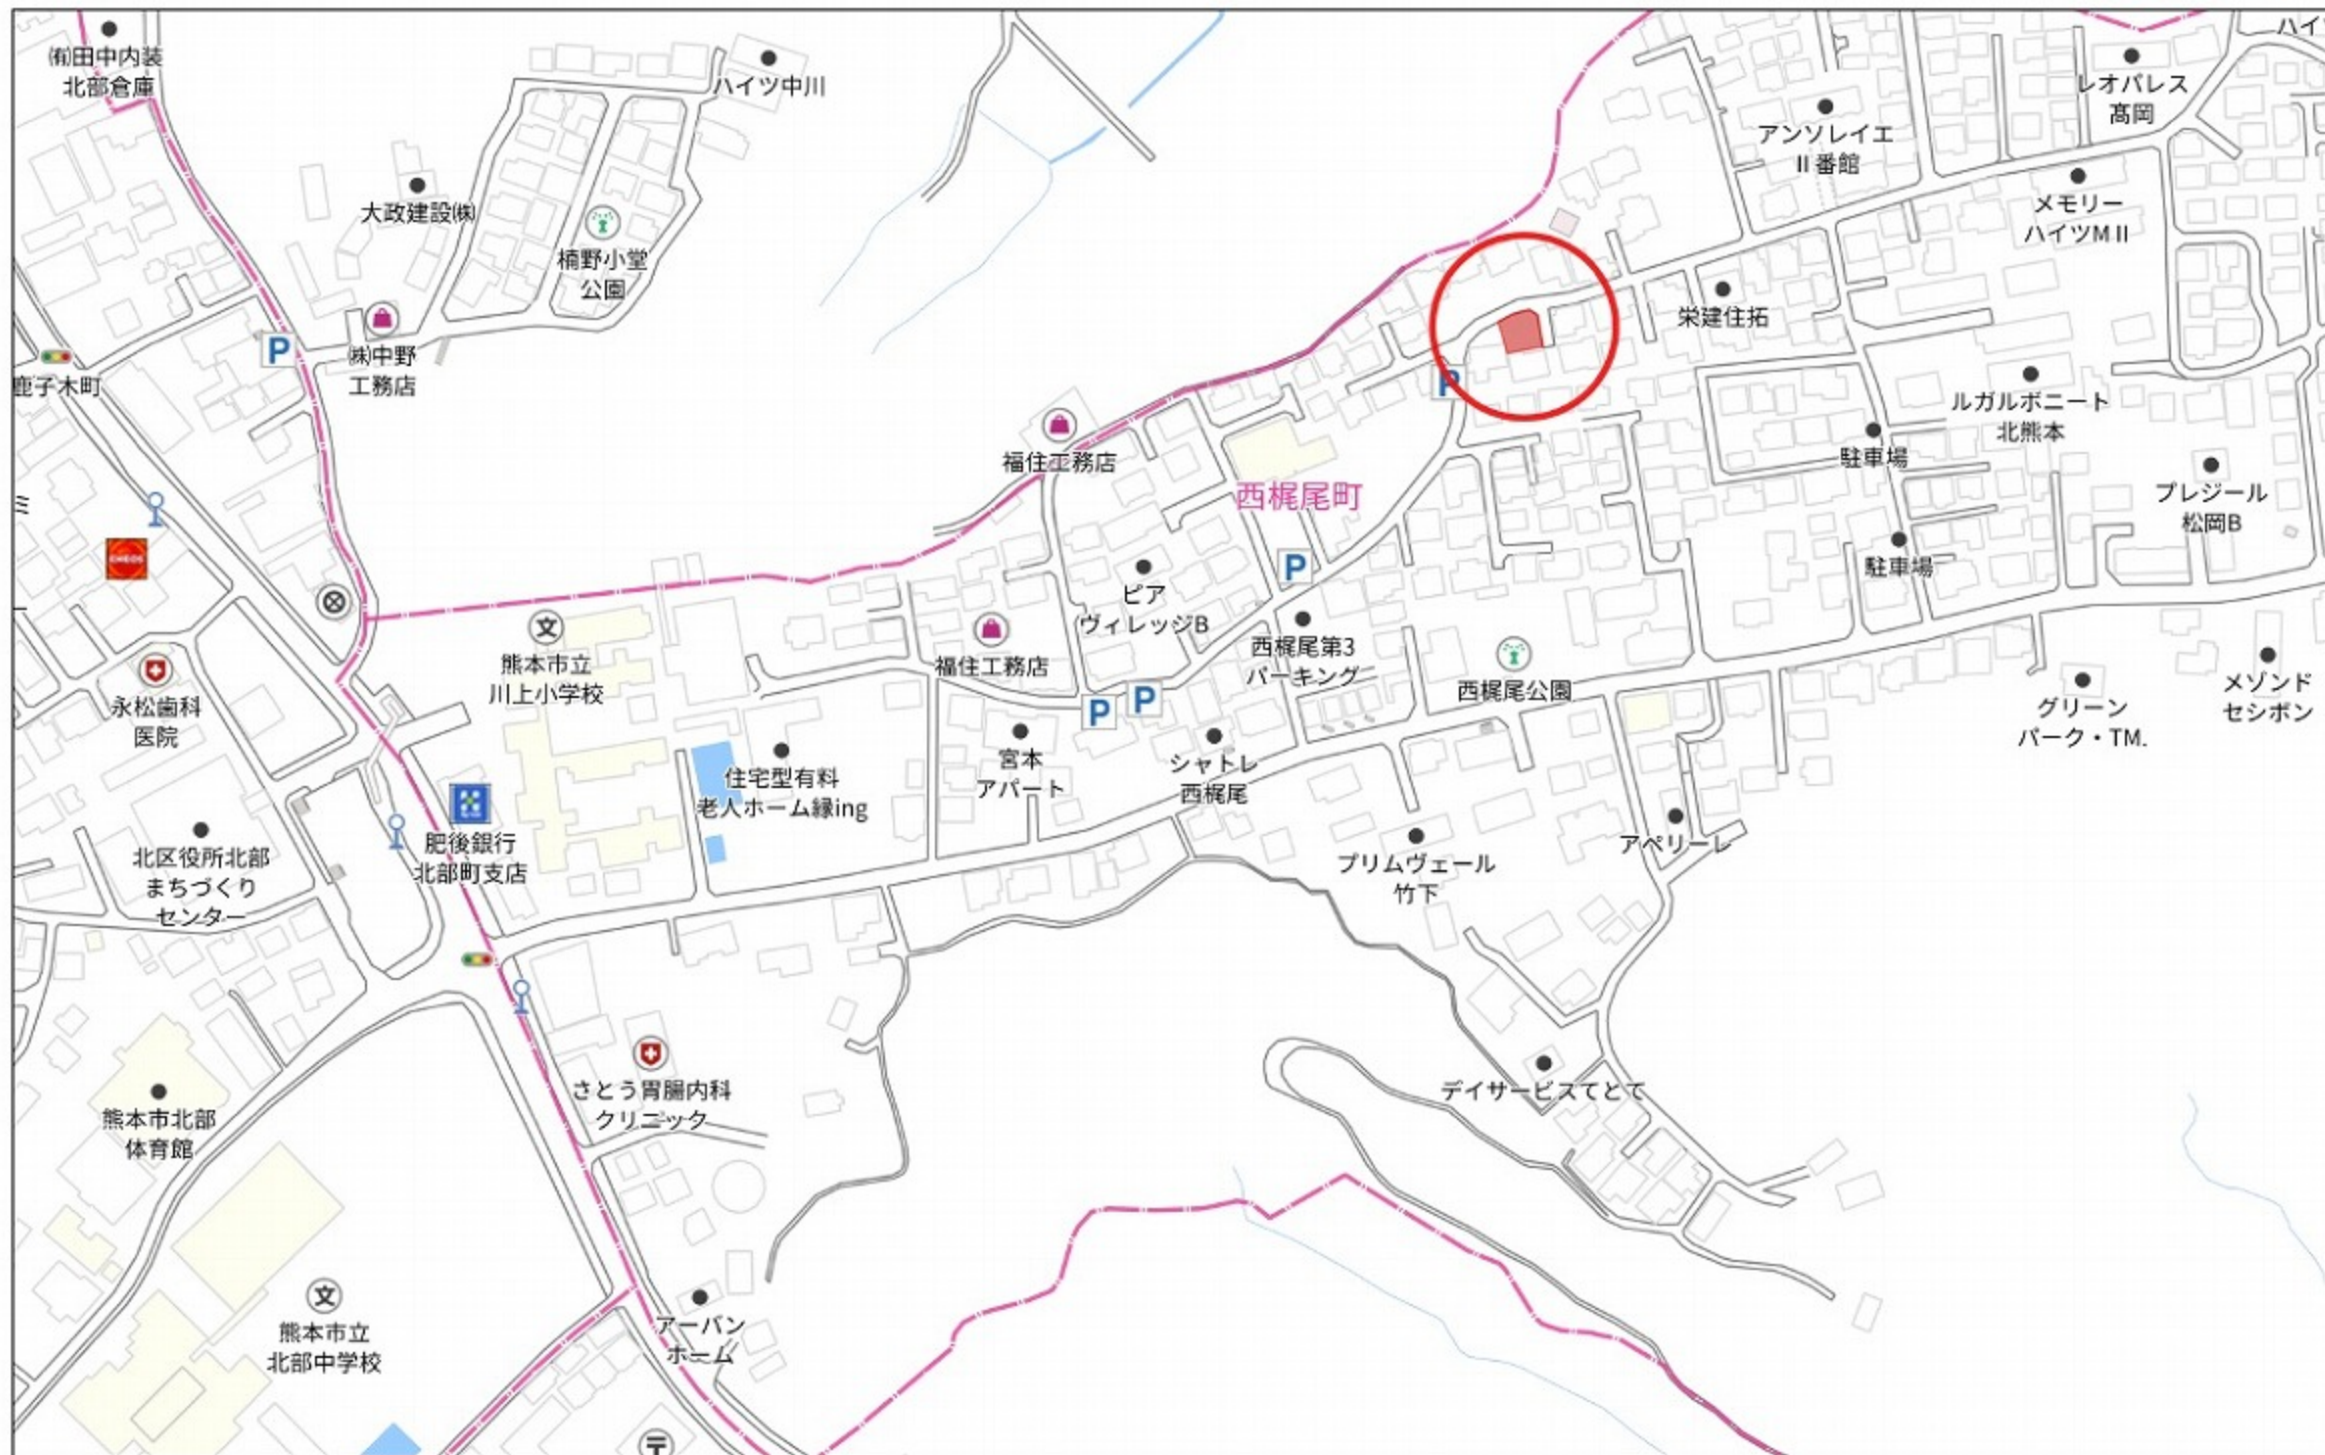 ㈲田中内装
北部倉庫
ハイツ中川
レオパレス
髙岡
アンソレイエ
Ⅱ番館
大政建設㈱
楠野小堂
公園
メモリー
ハイツMⅡ
栄建住拓
P
㈱中野
工務店
鹿子木町
P
ルガルボニート
北熊本
駐車場
福住工務店
西梶尾町
プレジール
松岡B
ミ
ENEOS
P
駐車場
ピア
ヴィレッジB
文
熊本市立
川上小学校
福住工務店
西梶尾第3
パーキング
西梶尾公園
永松歯科
医院
P
P
グリーン
パーク・TM.
メゾンド
セシボン
宮本
アパート
シャトレ
西梶尾
住宅型有料
老人ホーム縁ing
肥後銀行
北部町支店
北区役所北部
まちづくり
センター
プリムヴェール
竹下
アペリーレ
さとう胃腸内科
クリニック
デイサービスてとて
熊本市北部
体育館
文
熊本市立
北部中学校
アーバン
ホーム